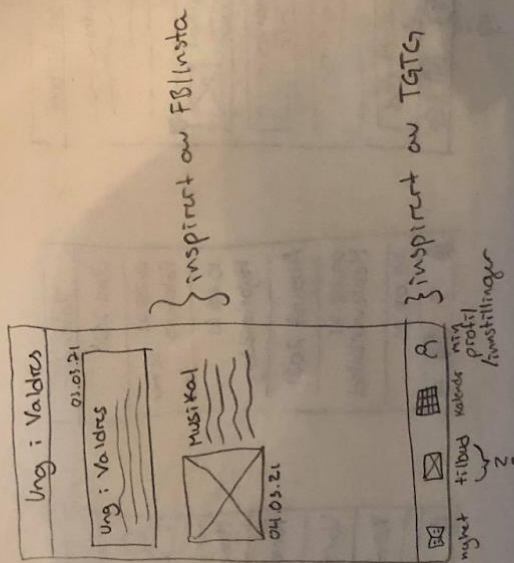 Ung i Valdres
03.03.21
Ung i Valdres
Musikal
04.03.21
} inspirert av FB/Insta
} inspirert av TGTG
nyhet
tilbud
kalender
min
profil/
innstillinger